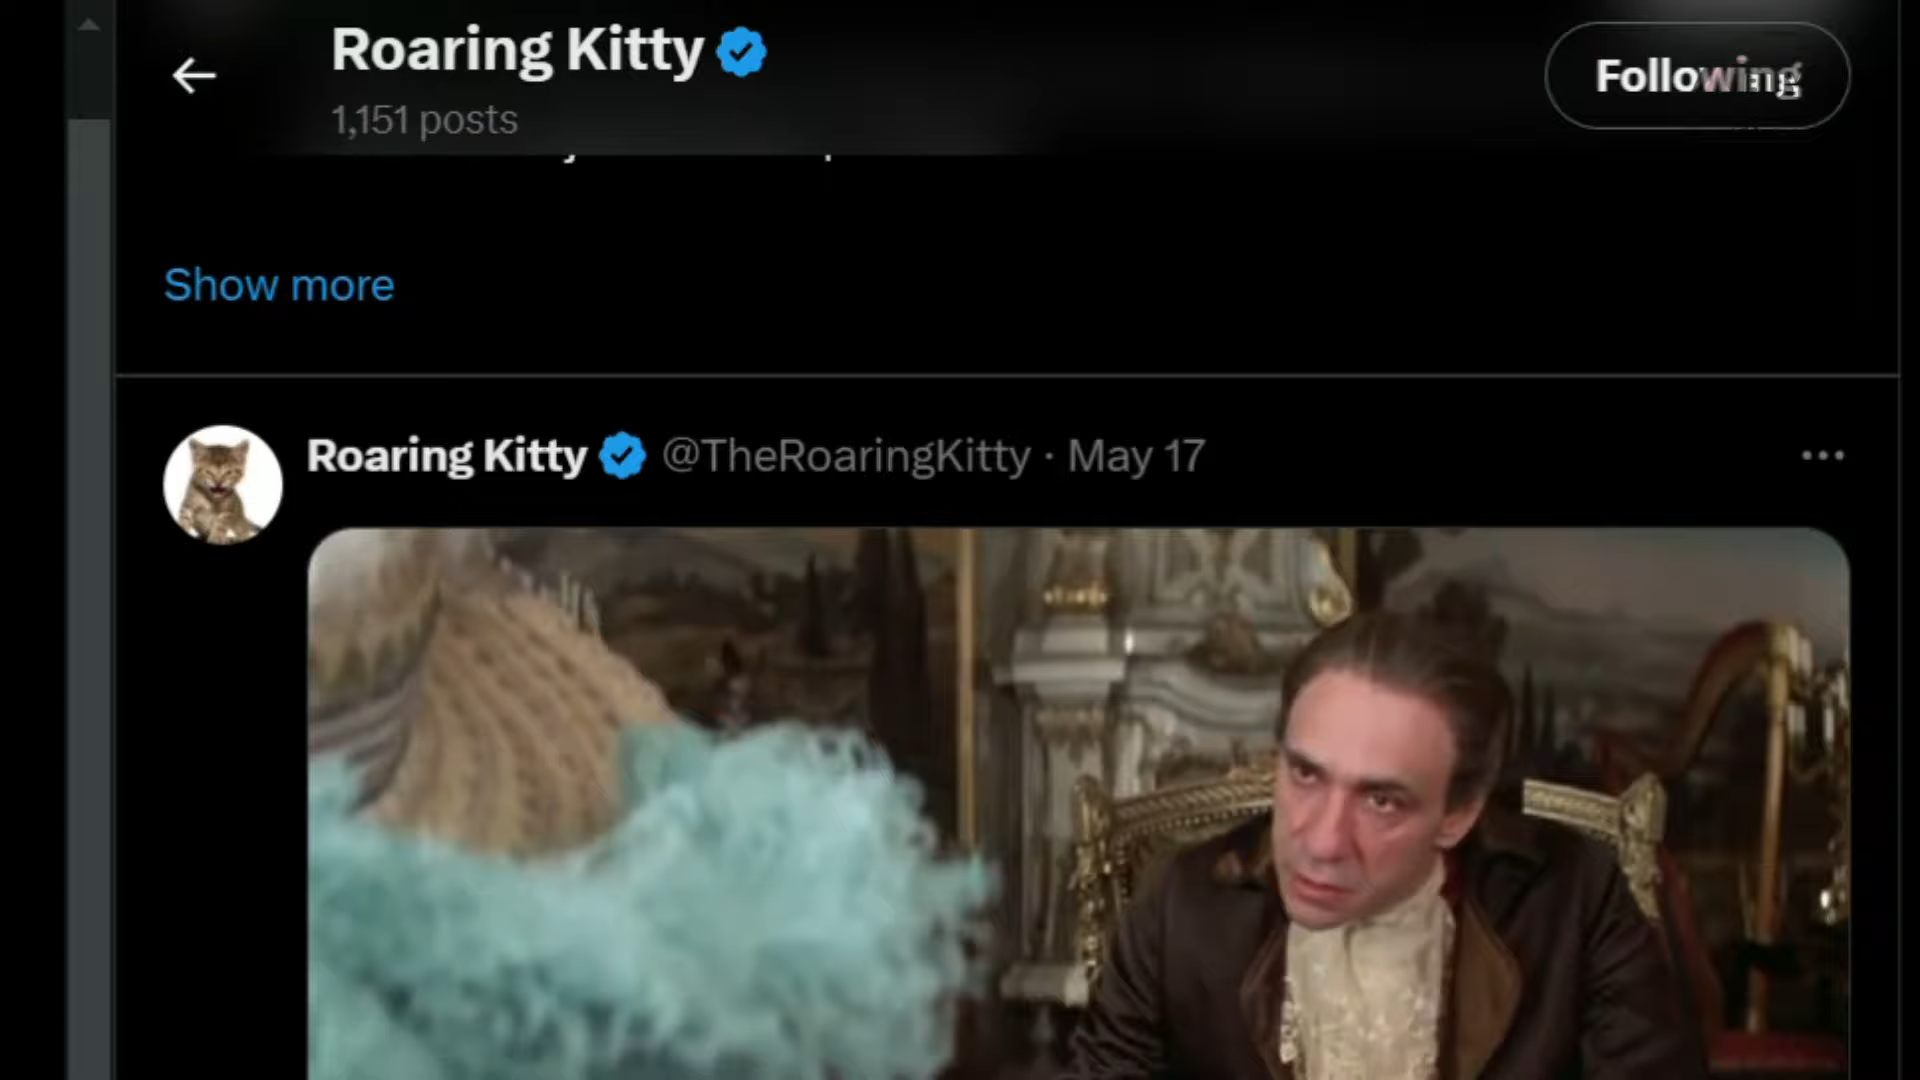 Roaring Kitty
1,151 posts
Following
Show more
Roaring Kitty @TheRoaringKitty · May 17